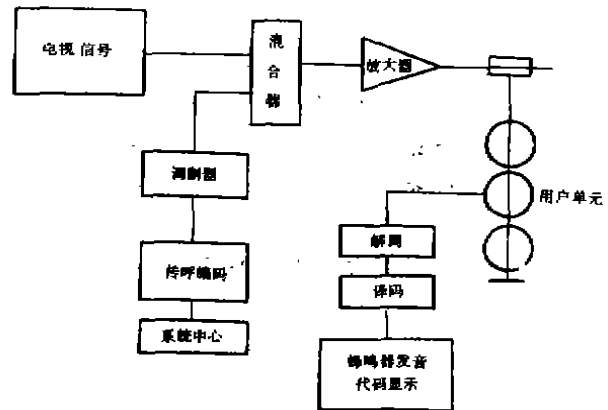 电视信号
混合器
放大器
调制器
用户单元
传呼编码
解调
译码
系统中心
蜂鸣器发音
代码显示